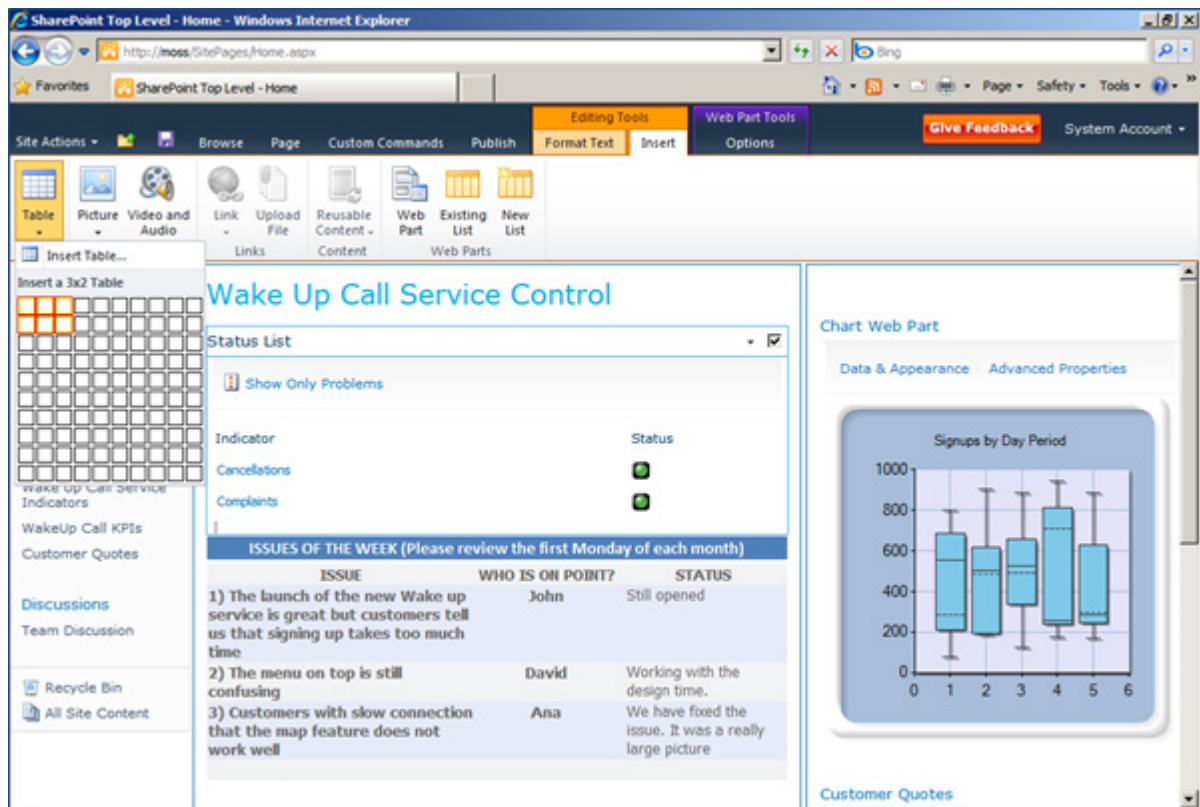 SharePoint Top Level - Home - Windows Internet Explorer
http://moss/SitePages/Home.aspx
Bing
Favorites
SharePoint Top Level - Home
Page
Safety
Tools
Editing Tools
Web Part Tools
Site Actions
Browse
Page
Custom Commands
Publish
Format Text
Insert
Options
Give Feedback
System Account
Table
Picture
Video and
Audio
Link
Upload
File
Reusable
Content
Web
Part
Existing
List
New
List
Links
Content
Web Parts
Insert Table...
Insert a 3x2 Table
Wake Up Call Service
Indicators
WakeUp Call KPIs
Customer Quotes
Discussions
Team Discussion
Recycle Bin
All Site Content
Wake Up Call Service Control
Status List
Show Only Problems
Indicator Status
Cancellations
Complaints
ISSUES OF THE WEEK (Please review the first Monday of each month)
ISSUE WHO IS ON POINT? STATUS
1) The launch of the new Wake up John Still opened
service is great but customers tell
us that signing up takes too much
time
2) The menu on top is still David Working with the
confusing design time.
3) Customers with slow connection Ana We have fixed the
that the map feature does not issue. It was a really
work well large picture
Chart Web Part
Data & Appearance Advanced Properties
Signups by Day Period
1000
800
600
400
200
0
0 1 2 3 4 5 6
Customer Quotes